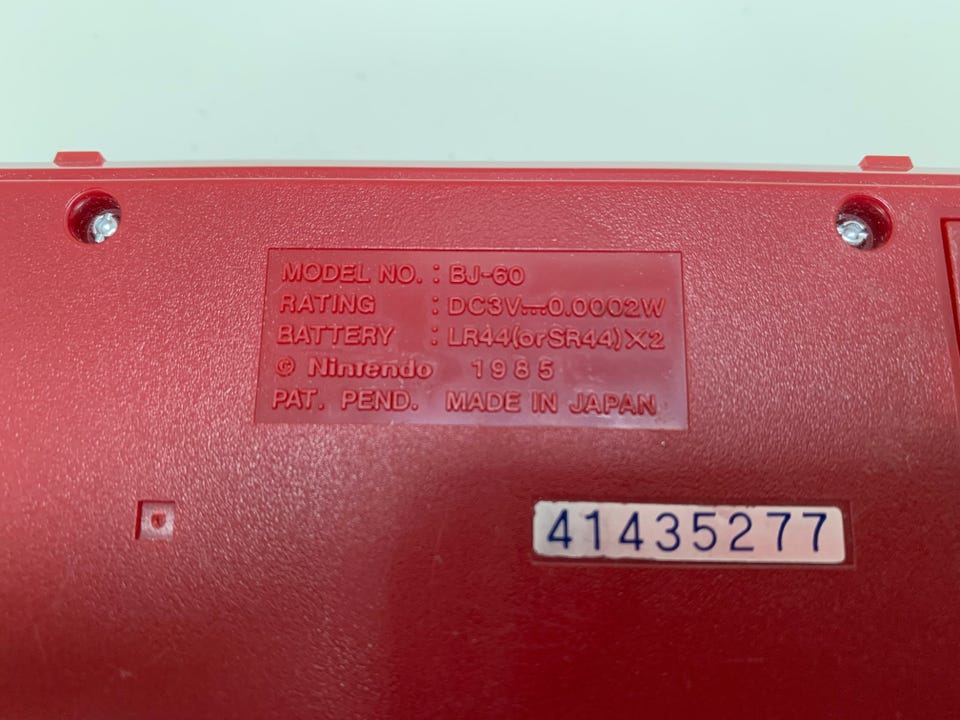 MODEL NO. : BJ-60
RATING : DC3V⎓0.0002W
BATTERY : LR44(orSR44)×2
© Nintendo 1985
PAT. PEND. MADE IN JAPAN
41435277